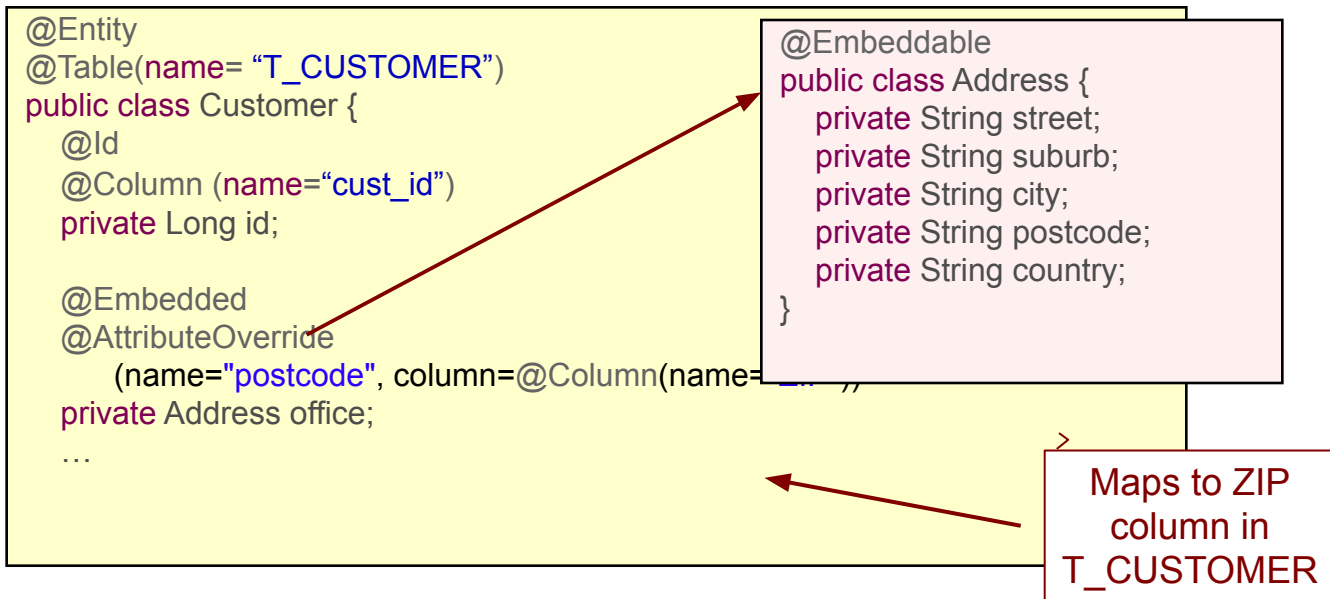 @Entity
@Table(name= “T_CUSTOMER”)
public class Customer {
@Id
@Column (name=“cust_id”)
private Long id;
@Embedded
@AttributeOverride
(name="postcode", column=@Column(name=
private Address office;
…
@Embeddable
public class Address {
private String street;
private String suburb;
private String city;
private String postcode;
private String country;
}
Maps to ZIP
column in
T_CUSTOMER